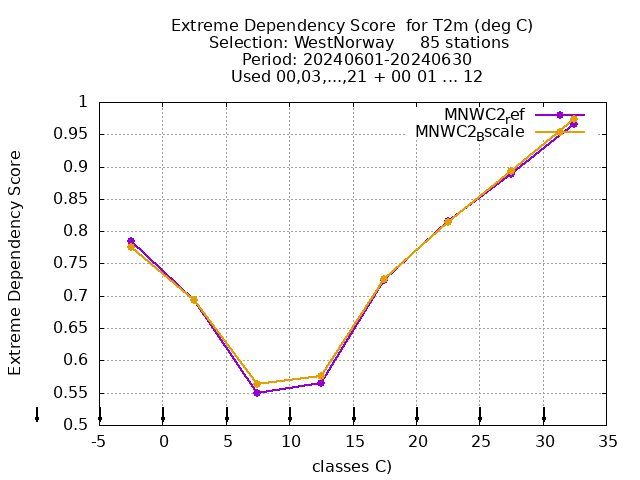 Extreme Dependency Score  for T2m (deg C)
Selection: WestNorway     85 stations
Period: 20240601-20240630
Used 00,03,...,21 + 00 01 ... 12
MNWC2ref
MNWC2Bscale
Extreme Dependency Score
1
0.95
0.9
0.85
0.8
0.75
0.7
0.65
0.6
0.55
0.5
-5 0 5 10 15 20 25 30 35
classes C)